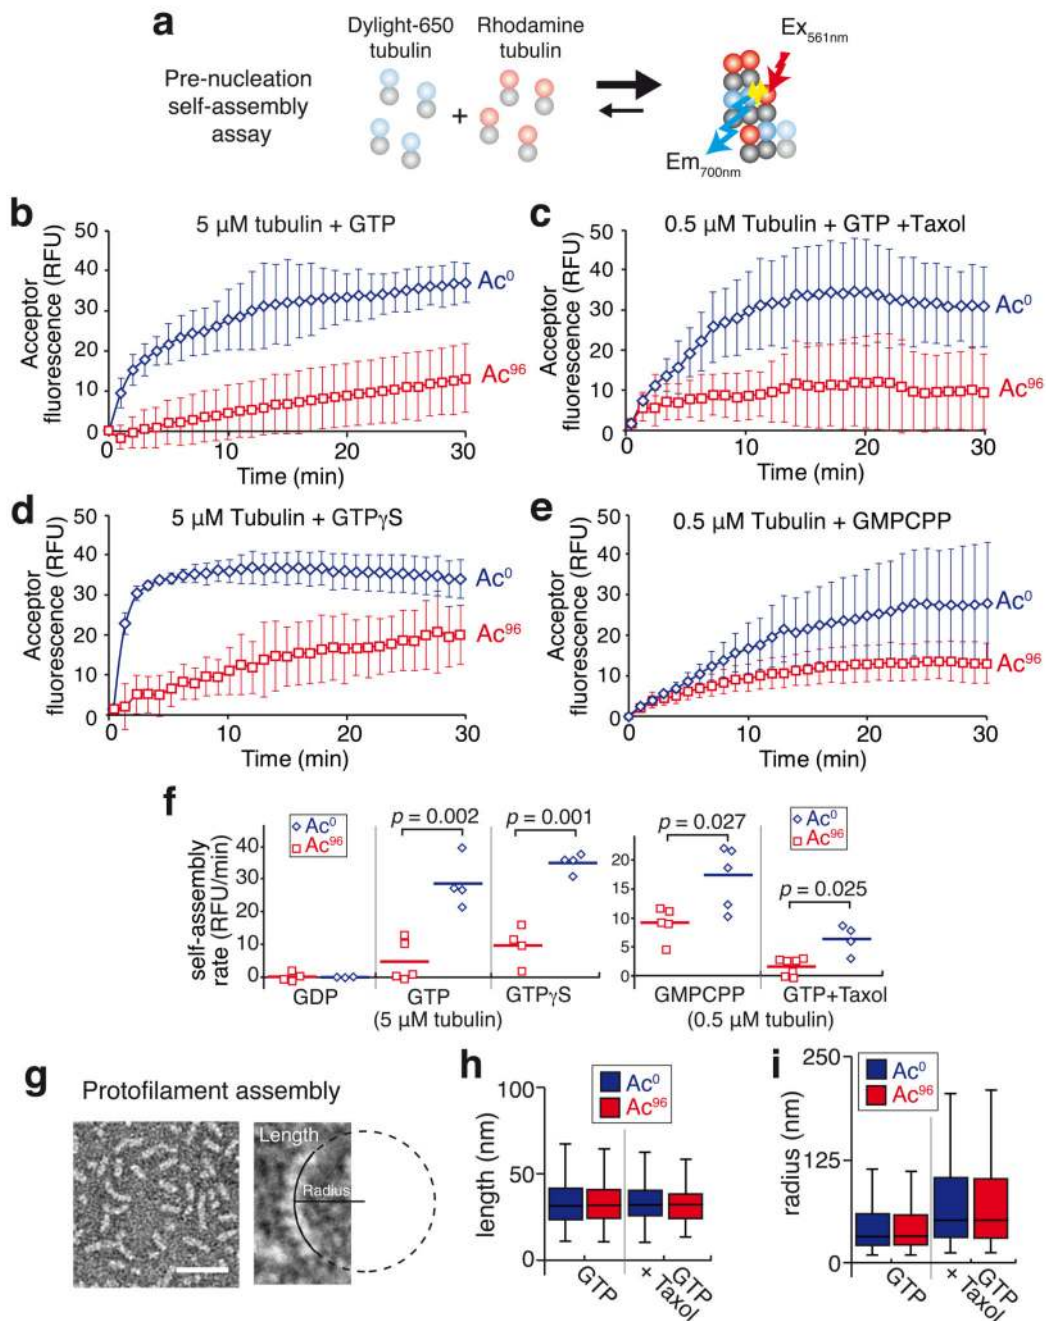 a
Pre-nucleation
self-assembly
assay
Dylight-650
tubulin
+
Rhodamine
tubulin
Ex561nm
Em700nm
b
5 µM tubulin + GTP
Acceptor
fluorescence (RFU)
50
40
30
20
10
0
0
10
20
30
Time (min)
Ac⁰
Ac⁹⁶
c
0.5 µM Tubulin + GTP +Taxol
Acceptor
fluorescence (RFU)
50
40
30
20
10
0
0
10
20
30
Time (min)
Ac⁰
Ac⁹⁶
d
5 µM Tubulin + GTPγS
Acceptor
fluorescence (RFU)
50
40
30
20
10
0
0
10
20
30
Time (min)
Ac⁰
Ac⁹⁶
e
0.5 µM Tubulin + GMPCPP
Acceptor
fluorescence (RFU)
50
40
30
20
10
0
0
10
20
30
Time (min)
Ac⁰
Ac⁹⁶
f
self-assembly
rate (RFU/min)
40
30
20
10
0
Ac⁰
Ac⁹⁶
p = 0.002
p = 0.001
GDP
GTP
GTPγS
(5 µM tubulin)
20
15
10
5
0
p = 0.027
Ac⁰
Ac⁹⁶
p = 0.025
GMPCPP
GTP+Taxol
(0.5 µM tubulin)
g
Protofilament assembly
Length
Radius
h
length (nm)
100
50
0
Ac⁰
Ac⁹⁶
GTP
GTP
+ Taxol
i
radius (nm)
250
125
0
Ac⁰
Ac⁹⁶
GTP
GTP
+ Taxol